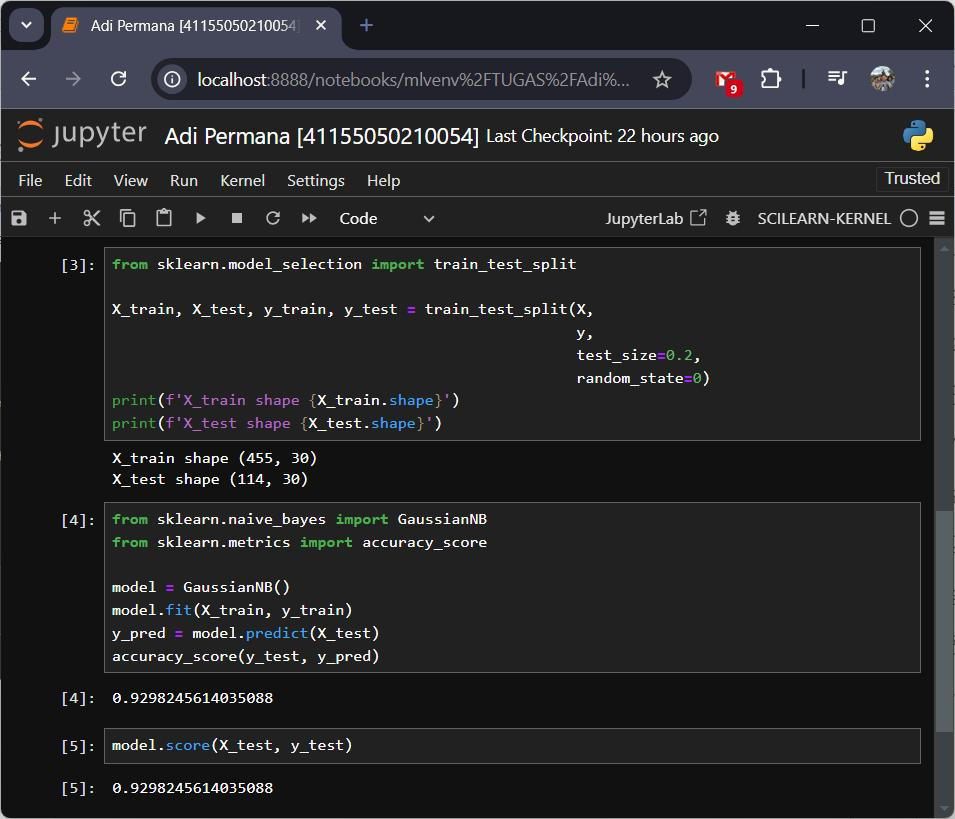 Adi Permana [41155050210054]
localhost:8888/notebooks/mlvenv%2FTUGAS%2FAdi%...
9
jupyter Adi Permana [41155050210054] Last Checkpoint: 22 hours ago
File Edit View Run Kernel Settings Help Trusted
Code JupyterLab SCILEARN-KERNEL
[3]: from sklearn.model_selection import train_test_split
X_train, X_test, y_train, y_test = train_test_split(X,
y,
test_size=0.2,
random_state=0)
print(f'X_train shape {X_train.shape}')
print(f'X_test shape {X_test.shape}')
X_train shape (455, 30)
X_test shape (114, 30)
[4]: from sklearn.naive_bayes import GaussianNB
from sklearn.metrics import accuracy_score
model = GaussianNB()
model.fit(X_train, y_train)
y_pred = model.predict(X_test)
accuracy_score(y_test, y_pred)
[4]: 0.9298245614035088
[5]: model.score(X_test, y_test)
[5]: 0.9298245614035088